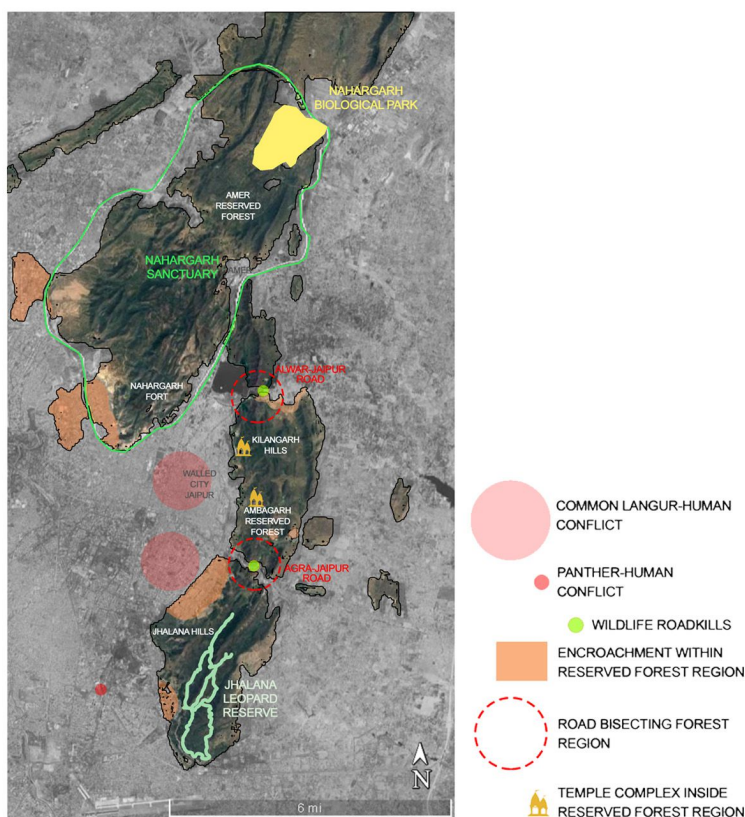 NAHARGARH
BIOLOGICAL PARK
AMER
RESERVED
FOREST
NAHARGARH
SANCTUARY
AMER
ALWAR-JAIPUR
ROAD
NAHARGARH
FORT
KILANGARH
HILLS
WALLED
CITY
JAIPUR
AMBAGARH
RESERVED
FOREST
AGRA-JAIPUR
ROAD
JHALANA HILLS
JHALANA
LEOPARD
RESERVE
N
6 mi
COMMON LANGUR-HUMAN
CONFLICT
PANTHER-HUMAN
CONFLICT
WILDLIFE ROADKILLS
ENCROACHMENT WITHIN
RESERVED FOREST REGION
ROAD BISECTING FOREST
REGION
TEMPLE COMPLEX INSIDE
RESERVED FOREST REGION